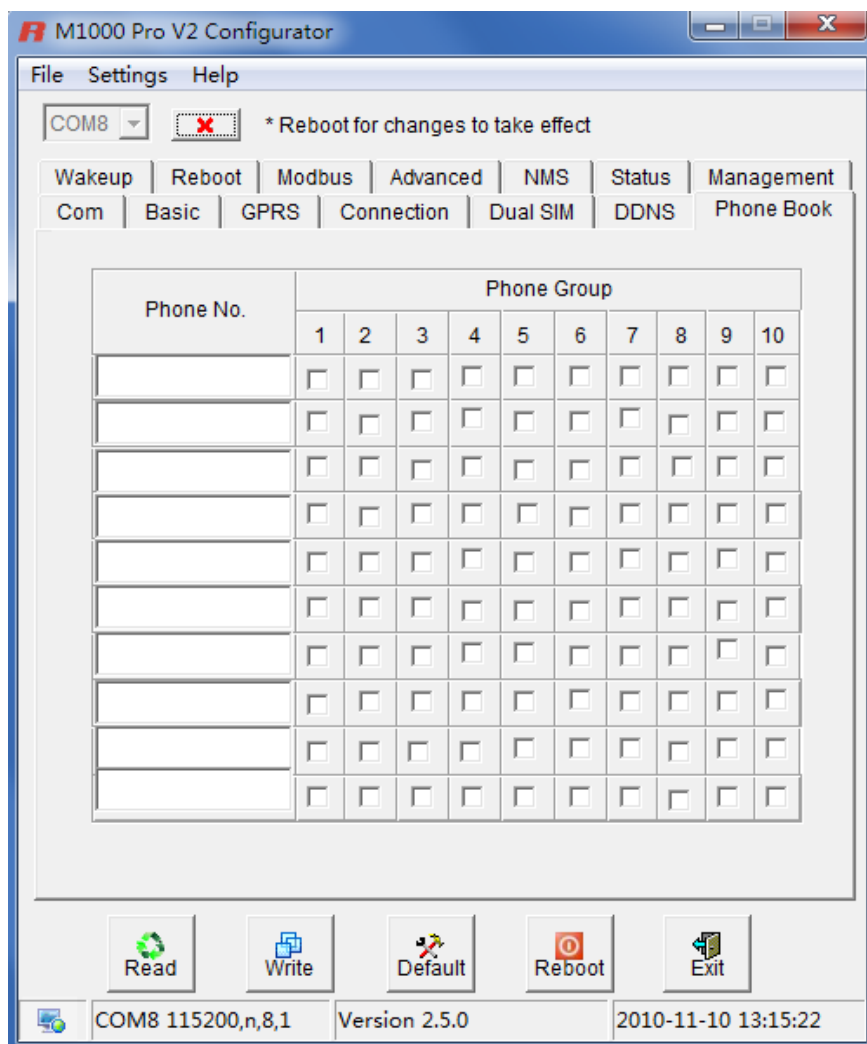 M1000 Pro V2 Configurator
File Settings Help
COM8 * Reboot for changes to take effect
Wakeup Reboot Modbus Advanced NMS Status Management
Com Basic GPRS Connection Dual SIM DDNS Phone Book
Phone No. Phone Group
1 2 3 4 5 6 7 8 9 10
Read Write Default Reboot Exit
COM8 115200,n,8,1 Version 2.5.0 2010-11-10 13:15:22